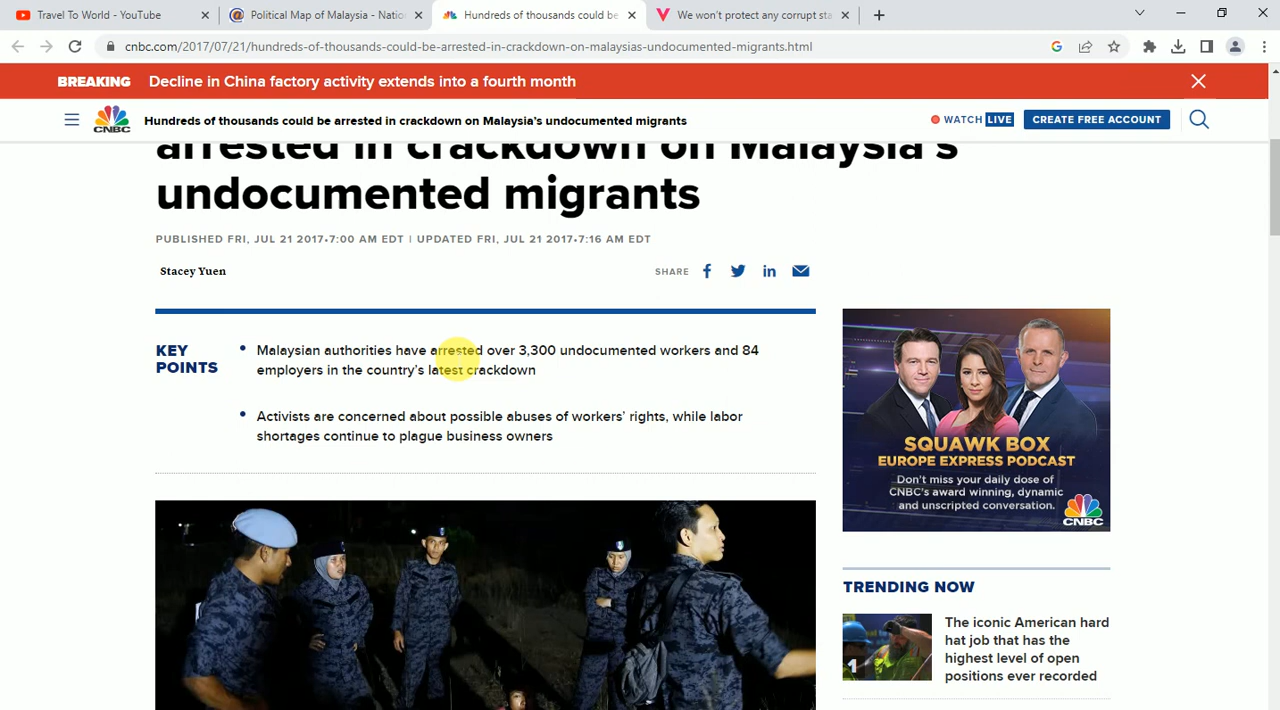 Travel To World - YouTube
Political Map of Malaysia - Natio
Hundreds of thousands could be
We won't protect any corrupt sta
cnbc.com/2017/07/21/hundreds-of-thousands-could-be-arrested-in-crackdown-on-malaysias-undocumented-migrants.html
BREAKING Decline in China factory activity extends into a fourth month
CNBC
Hundreds of thousands could be arrested in crackdown on Malaysia's undocumented migrants
WATCH LIVE
CREATE FREE ACCOUNT
arrested in crackdown on Malaysia's
undocumented migrants
PUBLISHED FRI, JUL 21 2017•7:00 AM EDT | UPDATED FRI, JUL 21 2017•7:16 AM EDT
Stacey Yuen
SHARE
KEY
POINTS
Malaysian authorities have arrested over 3,300 undocumented workers and 84
employers in the country's latest crackdown
Activists are concerned about possible abuses of workers' rights, while labor
shortages continue to plague business owners
SQUAWK BOX
EUROPE EXPRESS PODCAST
Don't miss your daily dose of
CNBC's award winning, dynamic
and unscripted conversation.
CNBC
TRENDING NOW
1
The iconic American hard
hat job that has the
highest level of open
positions ever recorded